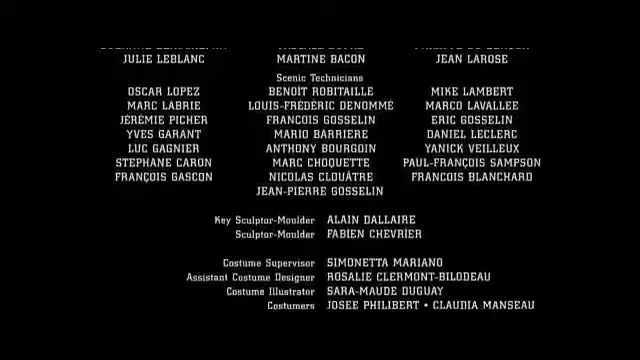 JULIE LEBLANC MARTINE BACON JEAN LAROSE
Scenic Technicians
OSCAR LOPEZ BENOÎT ROBITAILLE MIKE LAMBERT
MARC LABRIE LOUIS-FRÉDÉRIC DENOMMÉ MARCO LAVALLEE
JÉRÉMIE PICHER FRANCOIS GOSSELIN ERIC GOSSELIN
YVES GARANT MARIO BARRIERE DANIEL LECLERC
LUC GAGNIER ANTHONY BOURGOIN YANICK VEILLEUX
STEPHANE CARON MARC CHOQUETTE PAUL-FRANÇOIS SAMPSON
FRANÇOIS GASCON NICOLAS CLOUÂTRE FRANCOIS BLANCHARD
JEAN-PIERRE GOSSELIN
Key Sculptor-Moulder ALAIN DALLAIRE
Sculptor-Moulder FABIEN CHEVRIER
Costume Supervisor SIMONETTA MARIANO
Assistant Costume Designer ROSALIE CLERMONT-BILODEAU
Costume Illustrator SARA-MAUDE DUGUAY
Costumers JOSEE PHILIBERT • CLAUDIA MANSEAU